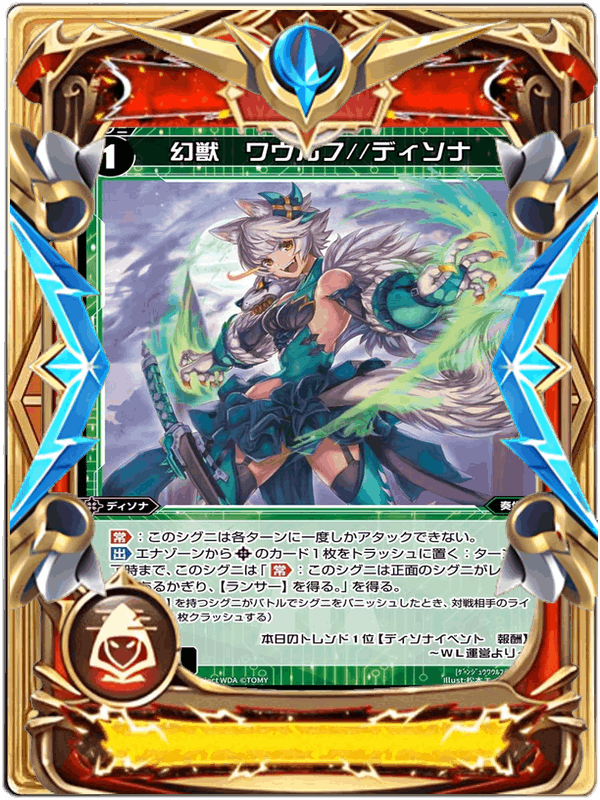 1
幻獣 ワウルフ//ディソナ
ディソナ
常：このシグニは各ターンに一度しかアタックできない。
出 エナゾーンから のカード1枚をトラッシュに置く：ター
了時まで、このシグニは「常：このシグニは正面のシグニがレ
あるかぎり、【ランサー】を得る。」を得る。
を持つシグニがバトルでシグニをバニッシュしたとき、対戦相手のライ
枚クラッシュする）
本日のトレンド1位【ディソナイベント 報酬】
～WL運営より～
WDA ©TOMY
Illust.